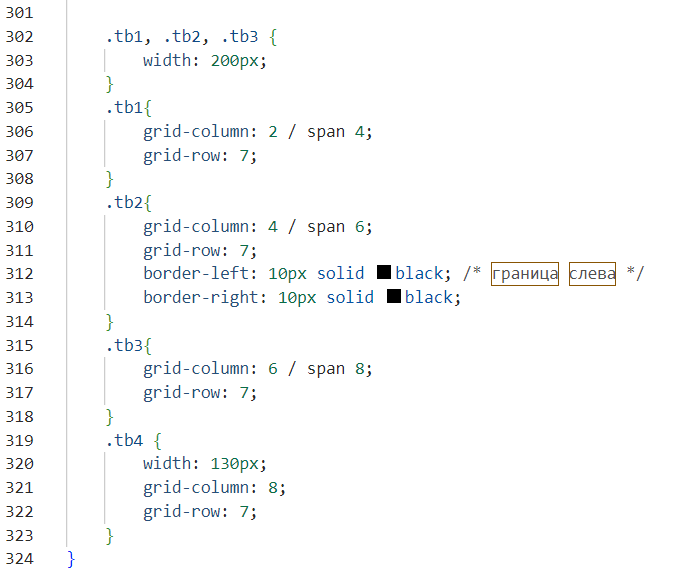 301
302 .tb1, .tb2, .tb3 {
303 width: 200px;
304 }
305 .tb1{
306 grid-column: 2 / span 4;
307 grid-row: 7;
308 }
309 .tb2{
310 grid-column: 4 / span 6;
311 grid-row: 7;
312 border-left: 10px solid black; /* граница слева */
313 border-right: 10px solid black;
314 }
315 .tb3{
316 grid-column: 6 / span 8;
317 grid-row: 7;
318 }
319 .tb4 {
320 width: 130px;
321 grid-column: 8;
322 grid-row: 7;
323 }
324 }